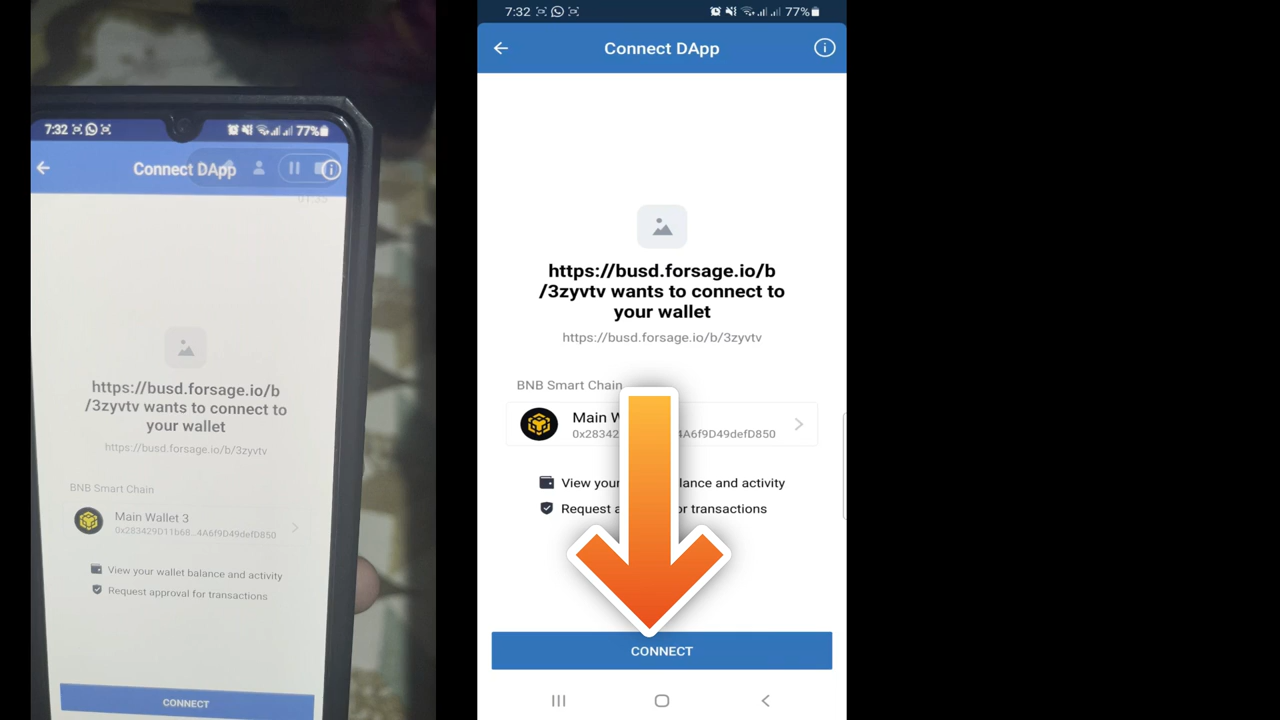 7:32
77%
Connect DApp
01:35
https://busd.forsage.io/b
/3zyvtv wants to connect to
your wallet
https://busd.forsage.io/b/3zyvtv
BNB Smart Chain
Main Wallet 3
0x283429D11b68...4A6f9D49defD850
View your wallet balance and activity
Request approval for transactions
CONNECT
7:32
77%
Connect DApp
https://busd.forsage.io/b
/3zyvtv wants to connect to
your wallet
https://busd.forsage.io/b/3zyvtv
BNB Smart Chain
Main W
0x28342 4A6f9D49defD850
View your lance and activity
Request a r transactions
CONNECT